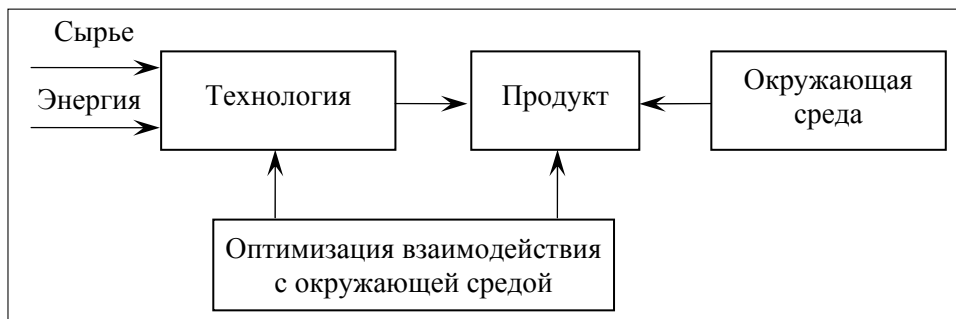 Сырье
Энергия
Технология
Продукт
Окружающая
среда
Оптимизация взаимодействия
с окружающей средой